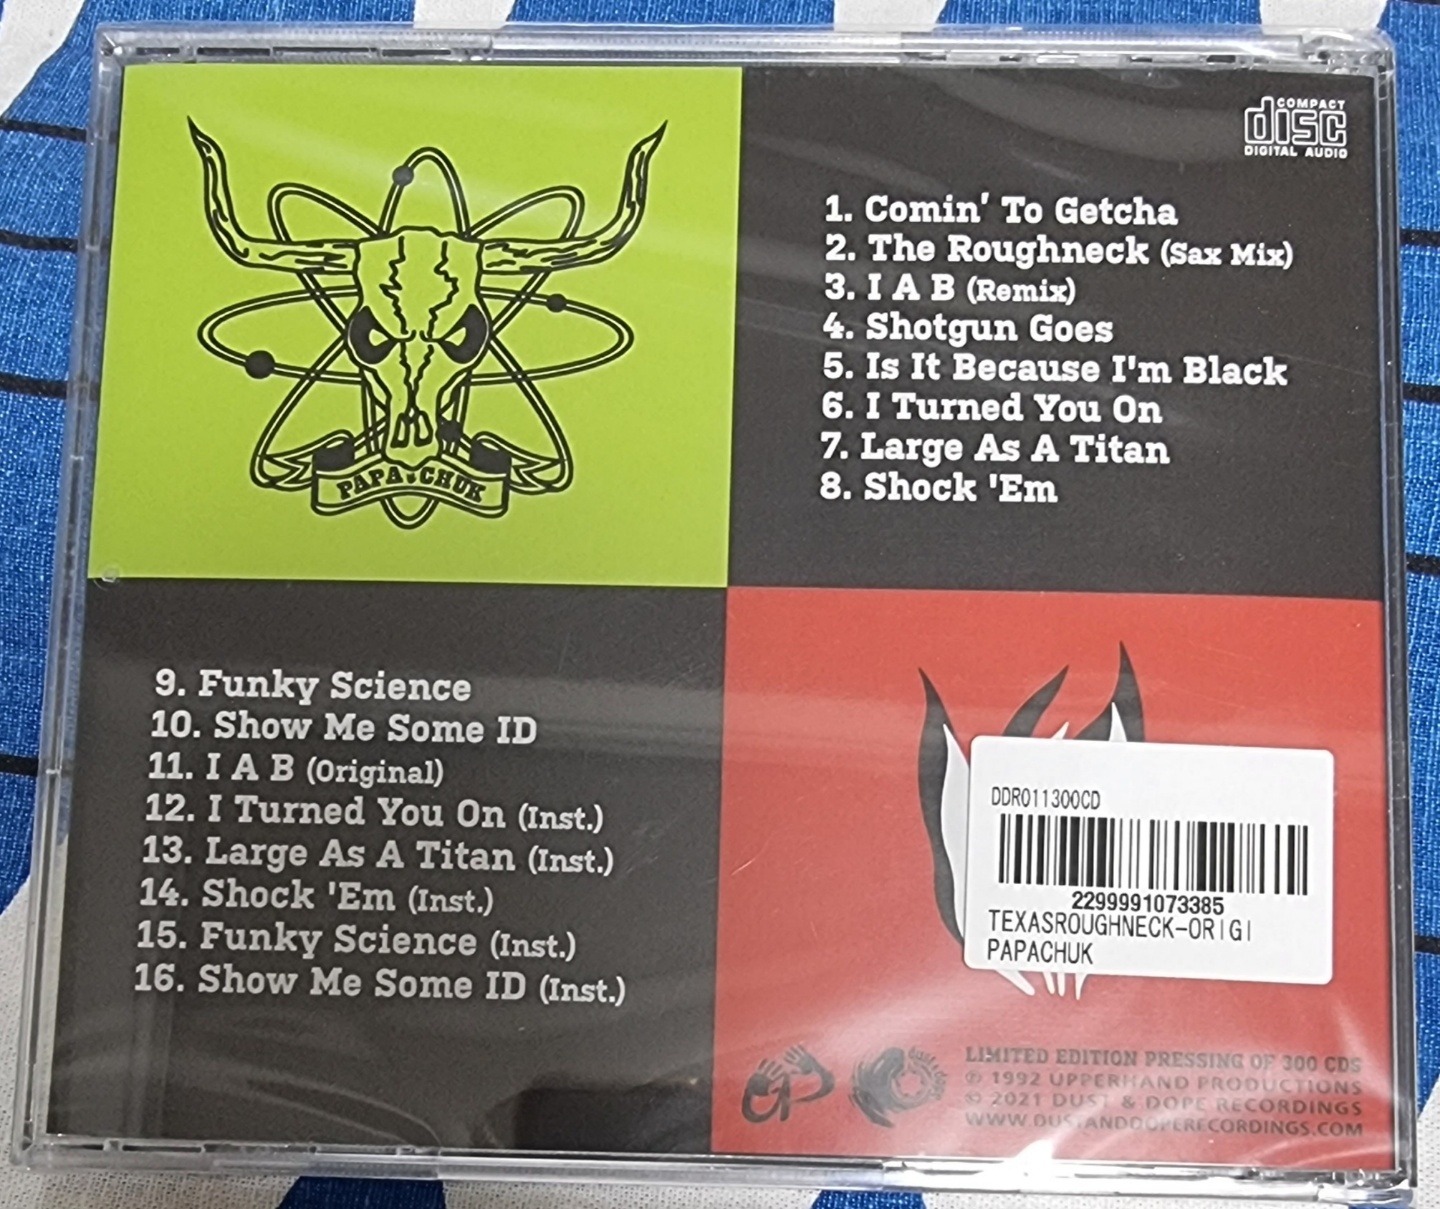 COMPACT
disc
DIGITAL AUDIO
PAPA CHUK
1. Comin' To Getcha
2. The Roughneck (Sax Mix)
3. I A B (Remix)
4. Shotgun Goes
5. Is It Because I'm Black
6. I Turned You On
7. Large As A Titan
8. Shock 'Em
9. Funky Science
10. Show Me Some ID
11. I A B (Original)
12. I Turned You On (Inst.)
13. Large As A Titan (Inst.)
14. Shock 'Em (Inst.)
15. Funky Science (Inst.)
16. Show Me Some ID (Inst.)
DDR011300CD
2299991073385
TEXASROUGHNECK-ORIGI
PAPACHUK
LIMITED EDITION PRESSING OF 300 CDS
℗ 1992 UPPERHAND PRODUCTIONS
© 2021 DUST & DOPE RECORDINGS
WWW.DUSTANDDOPERECORDINGS.COM